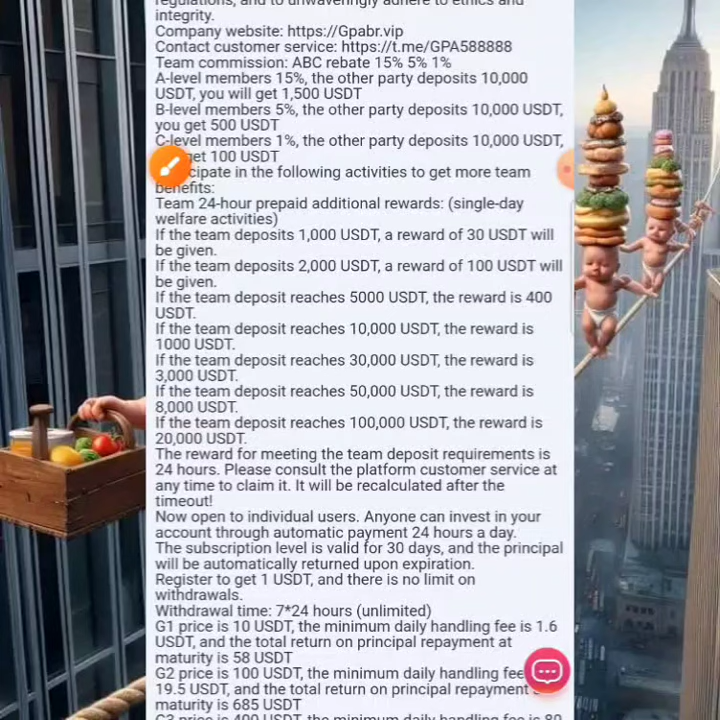 regulations, and to unwaveringly adhere to ethics and
integrity.
Company website: https://Gpabr.vip
Contact customer service: https://t.me/GPA588888
Team commission: ABC rebate 15% 5% 1%
A-level members 15%, the other party deposits 10,000
USDT, you will get 1,500 USDT
B-level members 5%, the other party deposits 10,000 USDT,
you get 500 USDT
C-level members 1%, the other party deposits 10,000 USDT,
get 100 USDT
cipate in the following activities to get more team
benefits:
Team 24-hour prepaid additional rewards: (single-day
welfare activities)
If the team deposits 1,000 USDT, a reward of 30 USDT will
be given.
If the team deposits 2,000 USDT, a reward of 100 USDT will
be given.
If the team deposit reaches 5000 USDT, the reward is 400
USDT.
If the team deposit reaches 10,000 USDT, the reward is
1000 USDT.
If the team deposit reaches 30,000 USDT, the reward is
3,000 USDT.
If the team deposit reaches 50,000 USDT, the reward is
8,000 USDT.
If the team deposit reaches 100,000 USDT, the reward is
20,000 USDT.
The reward for meeting the team deposit requirements is
24 hours. Please consult the platform customer service at
any time to claim it. It will be recalculated after the
timeout!
Now open to individual users. Anyone can invest in your
account through automatic payment 24 hours a day.
The subscription level is valid for 30 days, and the principal
will be automatically returned upon expiration.
Register to get 1 USDT, and there is no limit on
withdrawals.
Withdrawal time: 7*24 hours (unlimited)
G1 price is 10 USDT, the minimum daily handling fee is 1.6
USDT, and the total return on principal repayment at
maturity is 58 USDT
G2 price is 100 USDT, the minimum daily handling fee
19.5 USDT, and the total return on principal repayment
maturity is 685 USDT
G3 price is 400 USDT, the minimum daily handling fee is 80